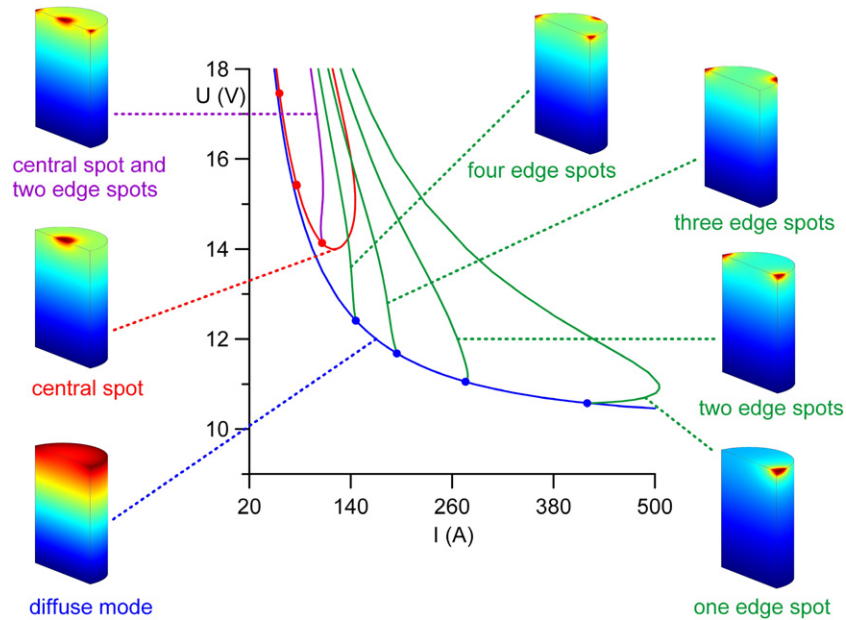 18
U (V)
16
14
12
10
20
140
260
380
500
I (A)
central spot and
two edge spots
central spot
diffuse mode
four edge spots
three edge spots
two edge spots
one edge spot